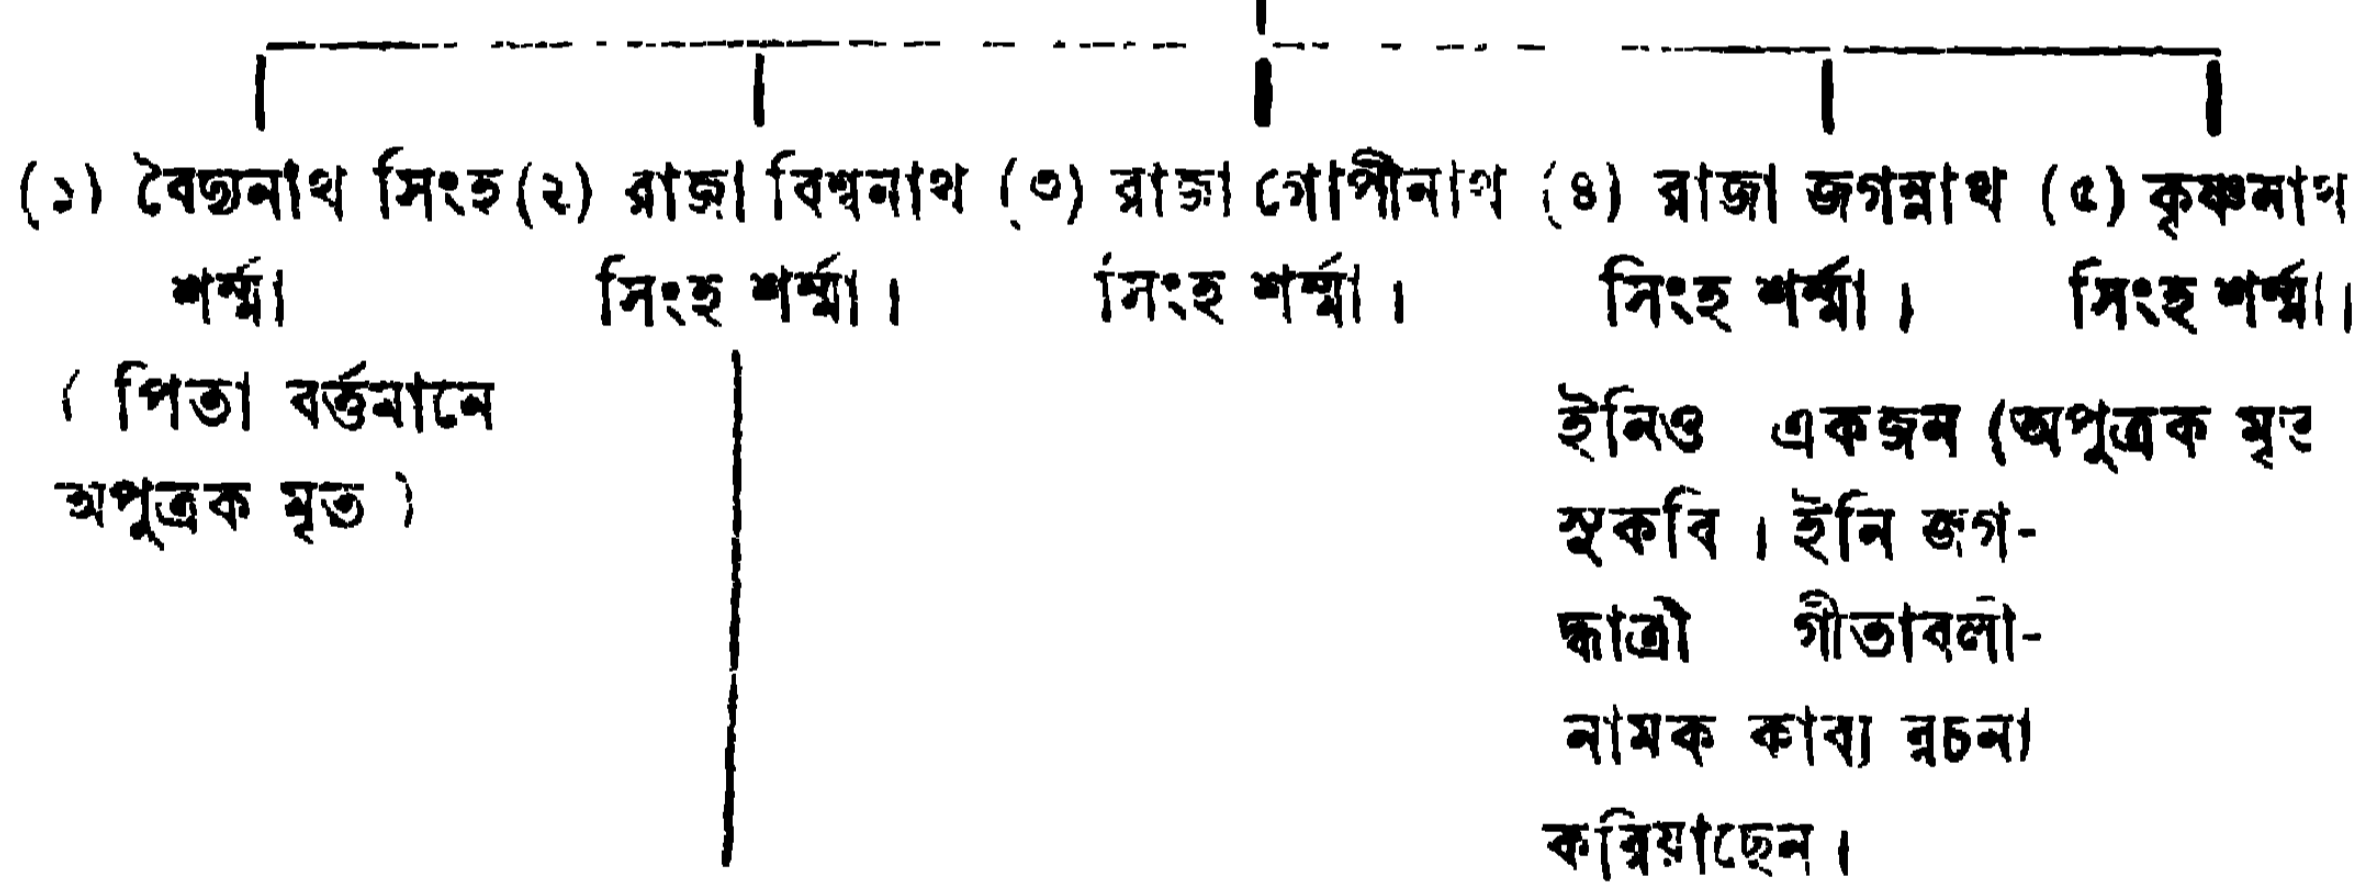 (১) বৈদ্যনাথ সিংহ (২) রাজা বিশ্বনাথ (৩) রাজা গোপীনাথ (৪) রাজা জগন্নাথ (৫) কৃষ্ণনাথ
শর্ম্মা সিংহ শর্ম্মা। সিংহ শর্ম্মা। সিংহ শর্ম্মা। সিংহ শর্ম্মা।
( পিতা বর্ত্তমানে
অপুত্রক মৃত )
ইনিও একজন (অপুত্রক মৃত
সুকবি। ইনি জগ-
দ্ধাত্রী গীতাবলী-
নামক কাব্য রচনা
করিয়াছেন।